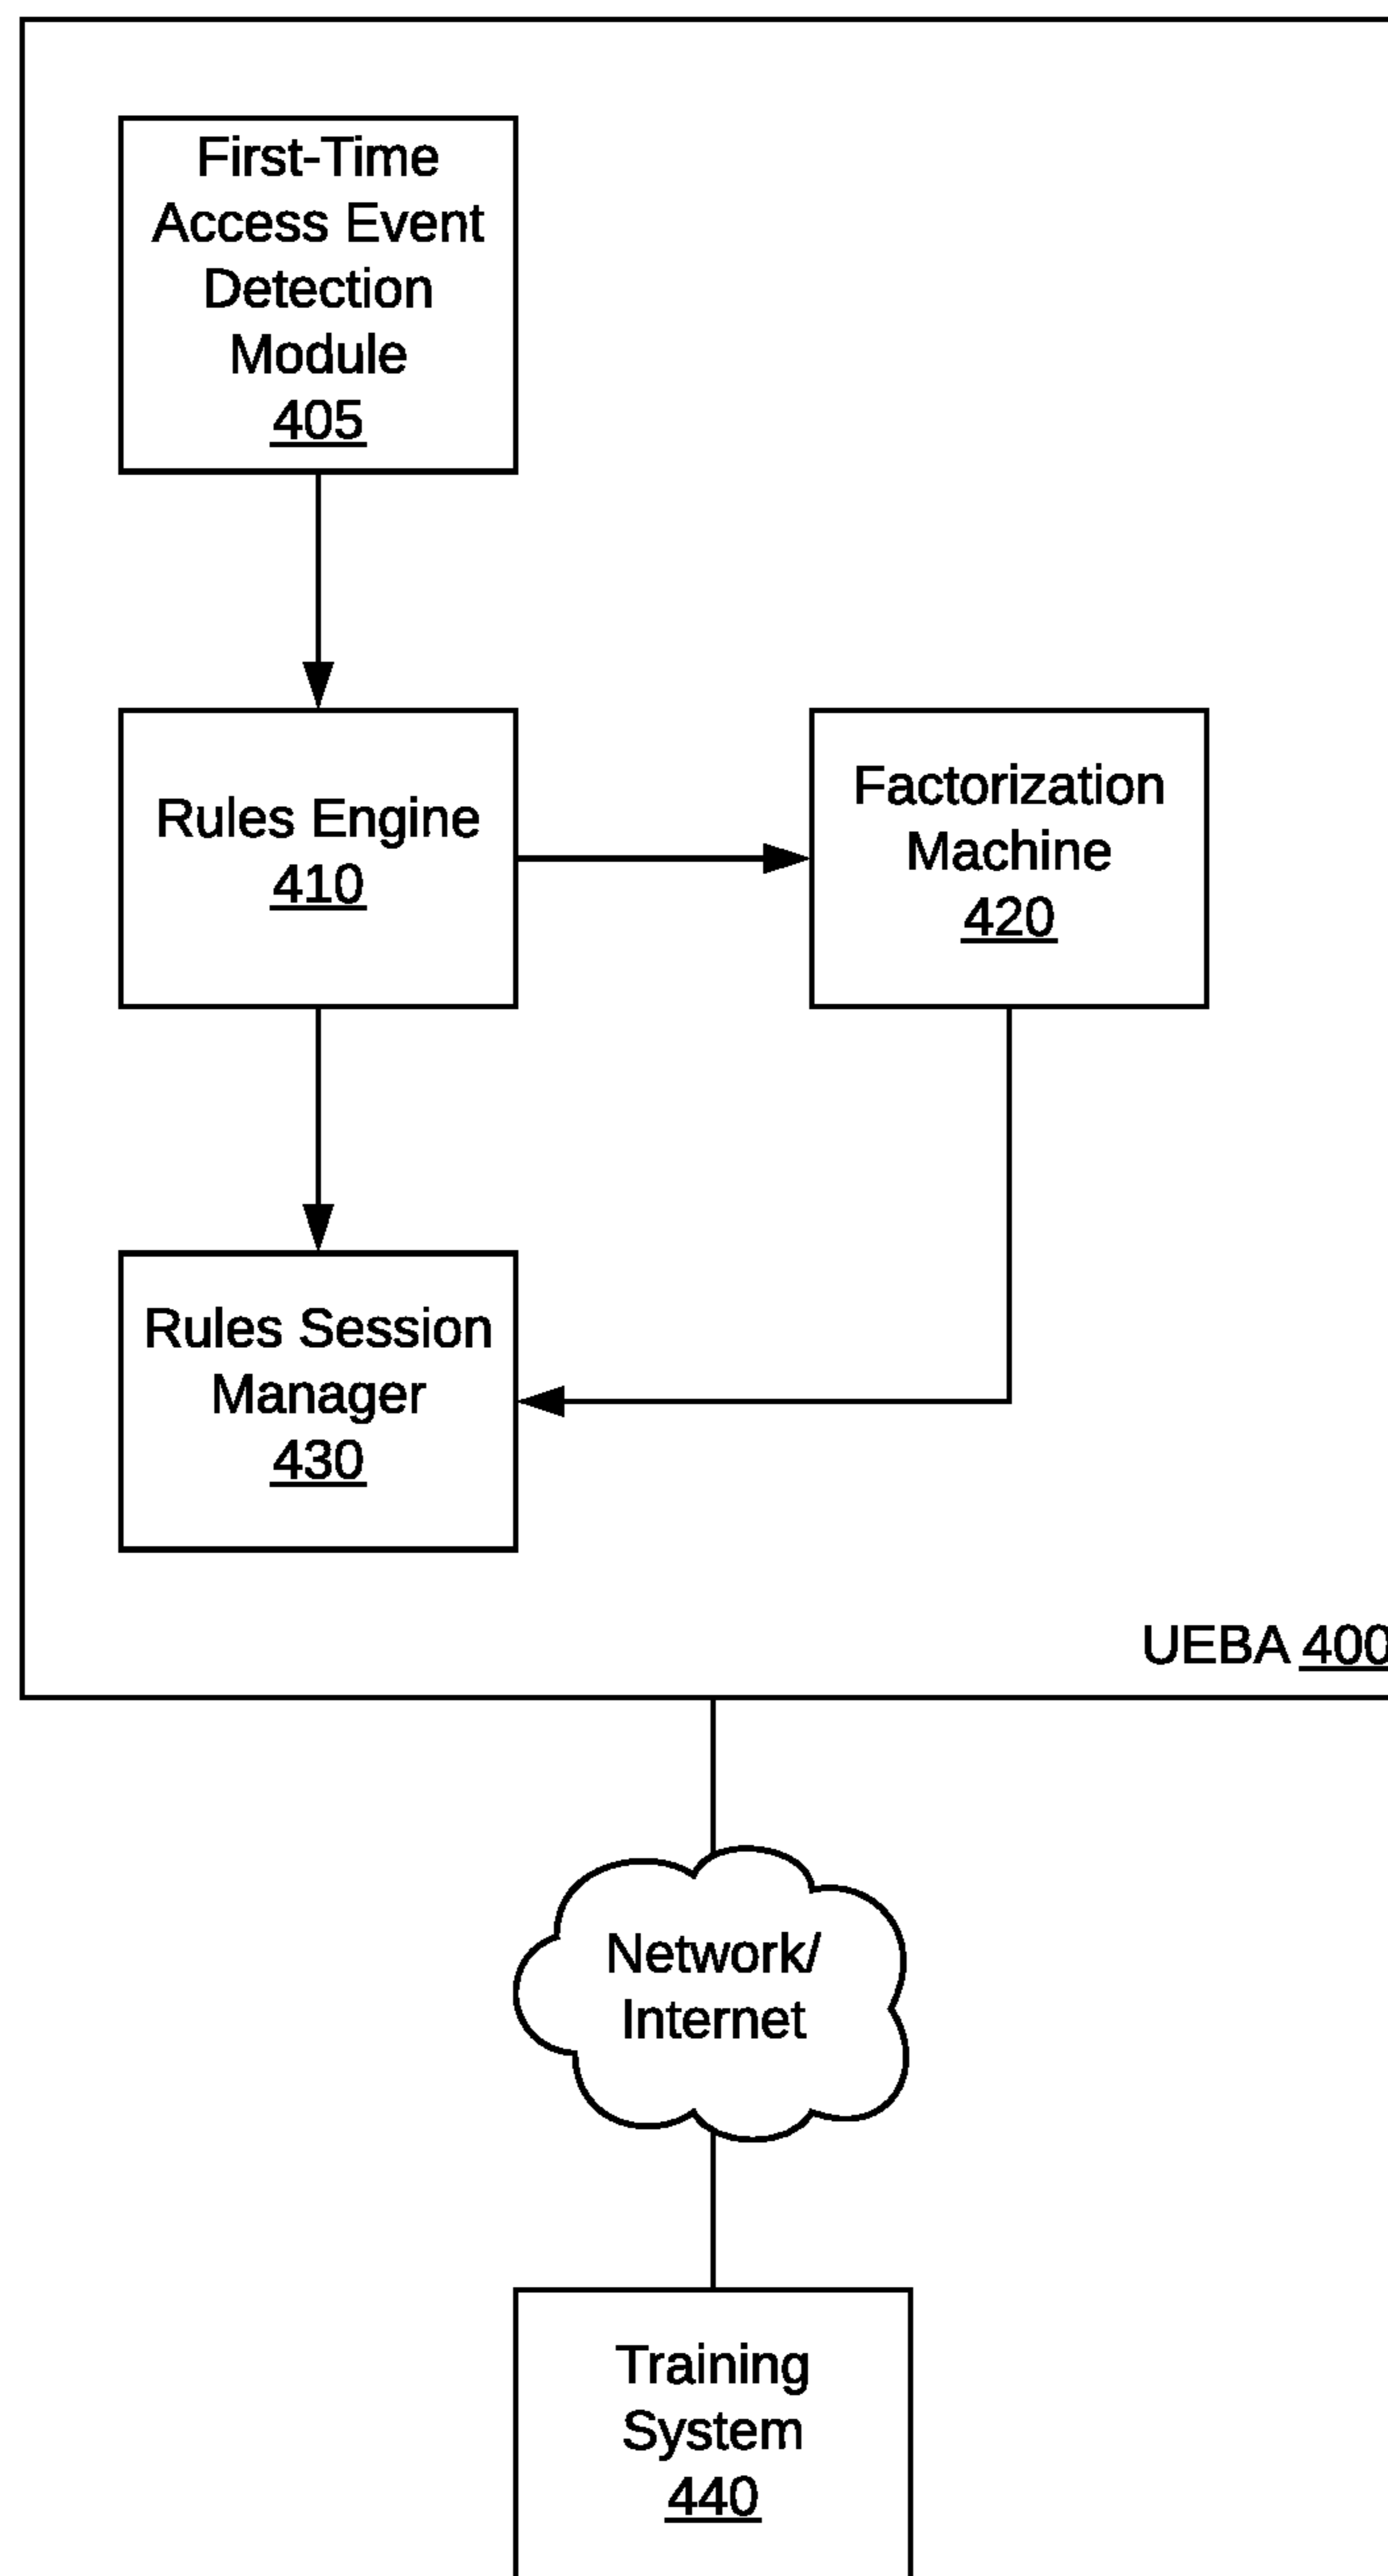 First-Time
Access Event
Detection
Module
405
Rules Engine
410
Factorization
Machine
420
Rules Session
Manager
430
UEBA 400
Network/
Internet
Training
System
440